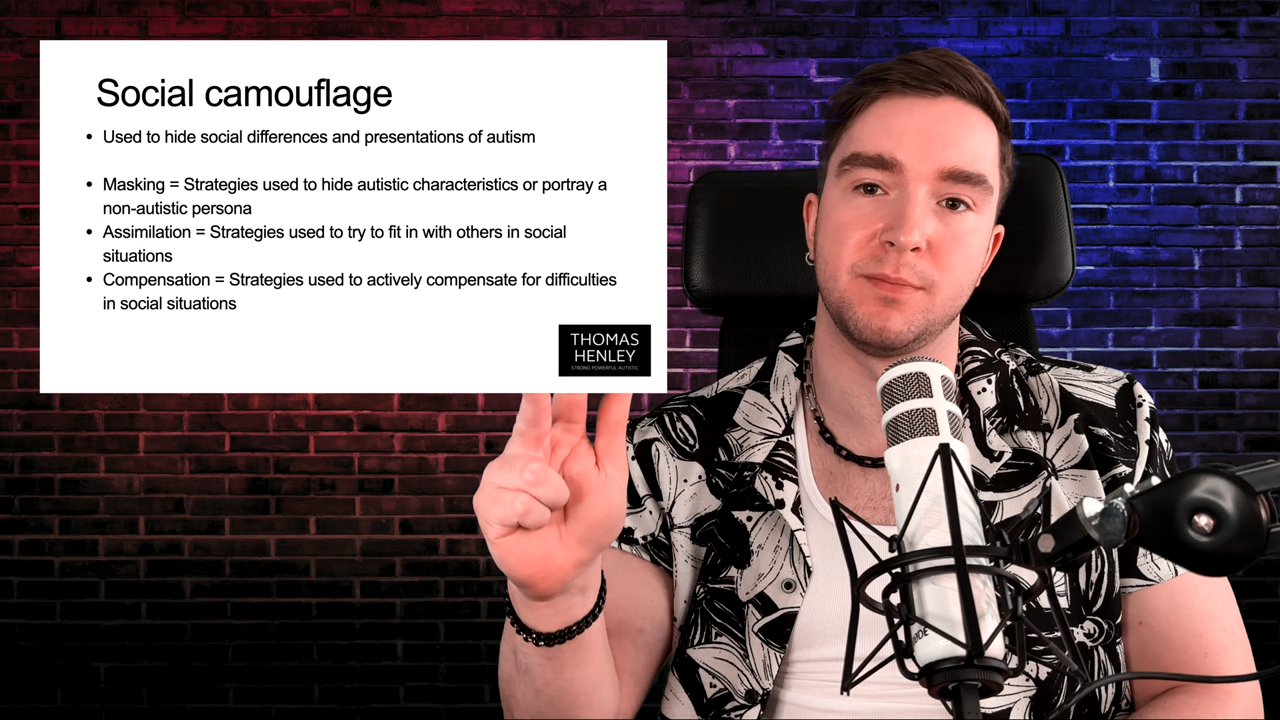 Social camouflage
• Used to hide social differences and presentations of autism
• Masking = Strategies used to hide autistic characteristics or portray a
non-autistic persona
• Assimilation = Strategies used to try to fit in with others in social
situations
• Compensation = Strategies used to actively compensate for difficulties
in social situations
THOMAS
HENLEY
STRONG POWERFUL AUTISTIC